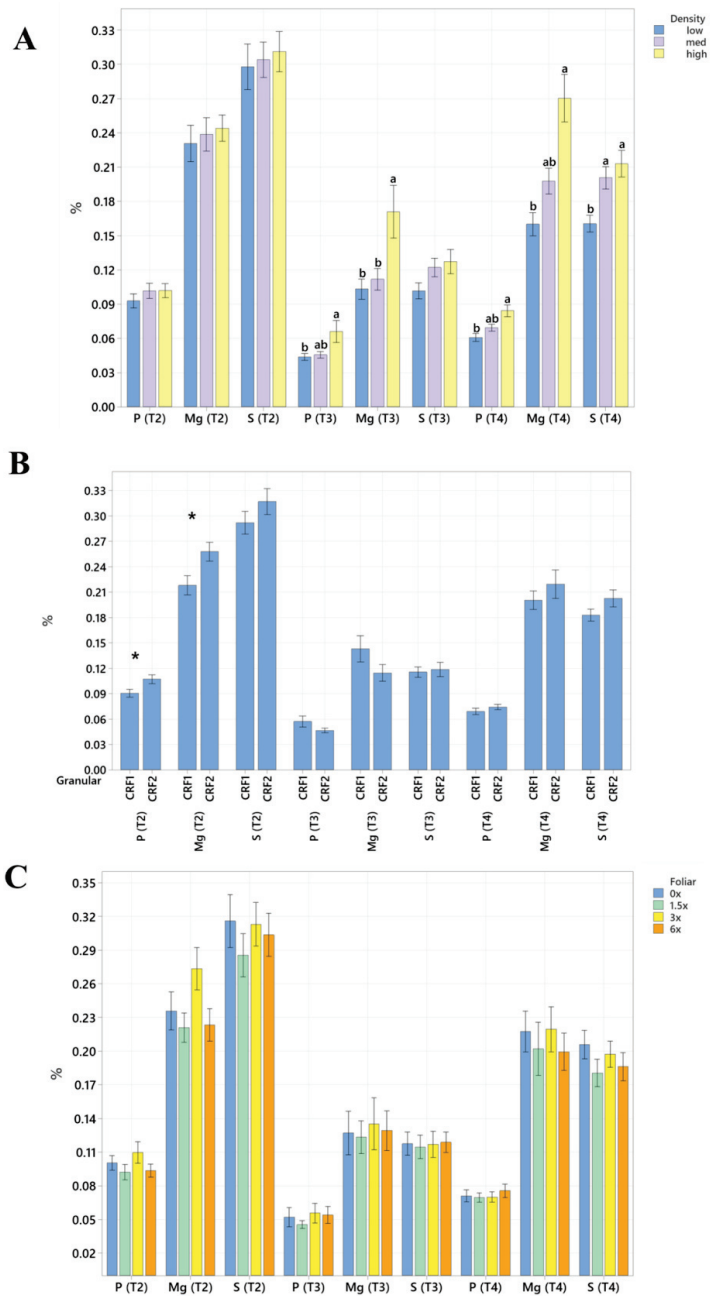 A
Density
low
med
high
0.33
0.30
0.27
0.24
0.21
0.18
0.15
0.12
0.09
0.06
0.03
0.00
%
b ab a
b b a
b ab a
b ab a
b a a
P (T2) Mg (T2) S (T2) P (T3) Mg (T3) S (T3) P (T4) Mg (T4) S (T4)
B
0.33
0.30
0.27
0.24
0.21
0.18
0.15
0.12
0.09
0.06
0.03
0.00
%
*
*
Granular CRF1 CRF2 CRF1 CRF2 CRF1 CRF2 CRF1 CRF2 CRF1 CRF2 CRF1 CRF2 CRF1 CRF2 CRF1 CRF2 CRF1 CRF2
P (T2) Mg (T2) S (T2) P (T3) Mg (T3) S (T3) P (T4) Mg (T4) S (T4)
C
Foliar
0x
1.5x
3x
6x
0.35
0.32
0.29
0.26
0.23
0.20
0.17
0.14
0.11
0.08
0.05
0.02
%
P (T2) Mg (T2) S (T2) P (T3) Mg (T3) S (T3) P (T4) Mg (T4) S (T4)